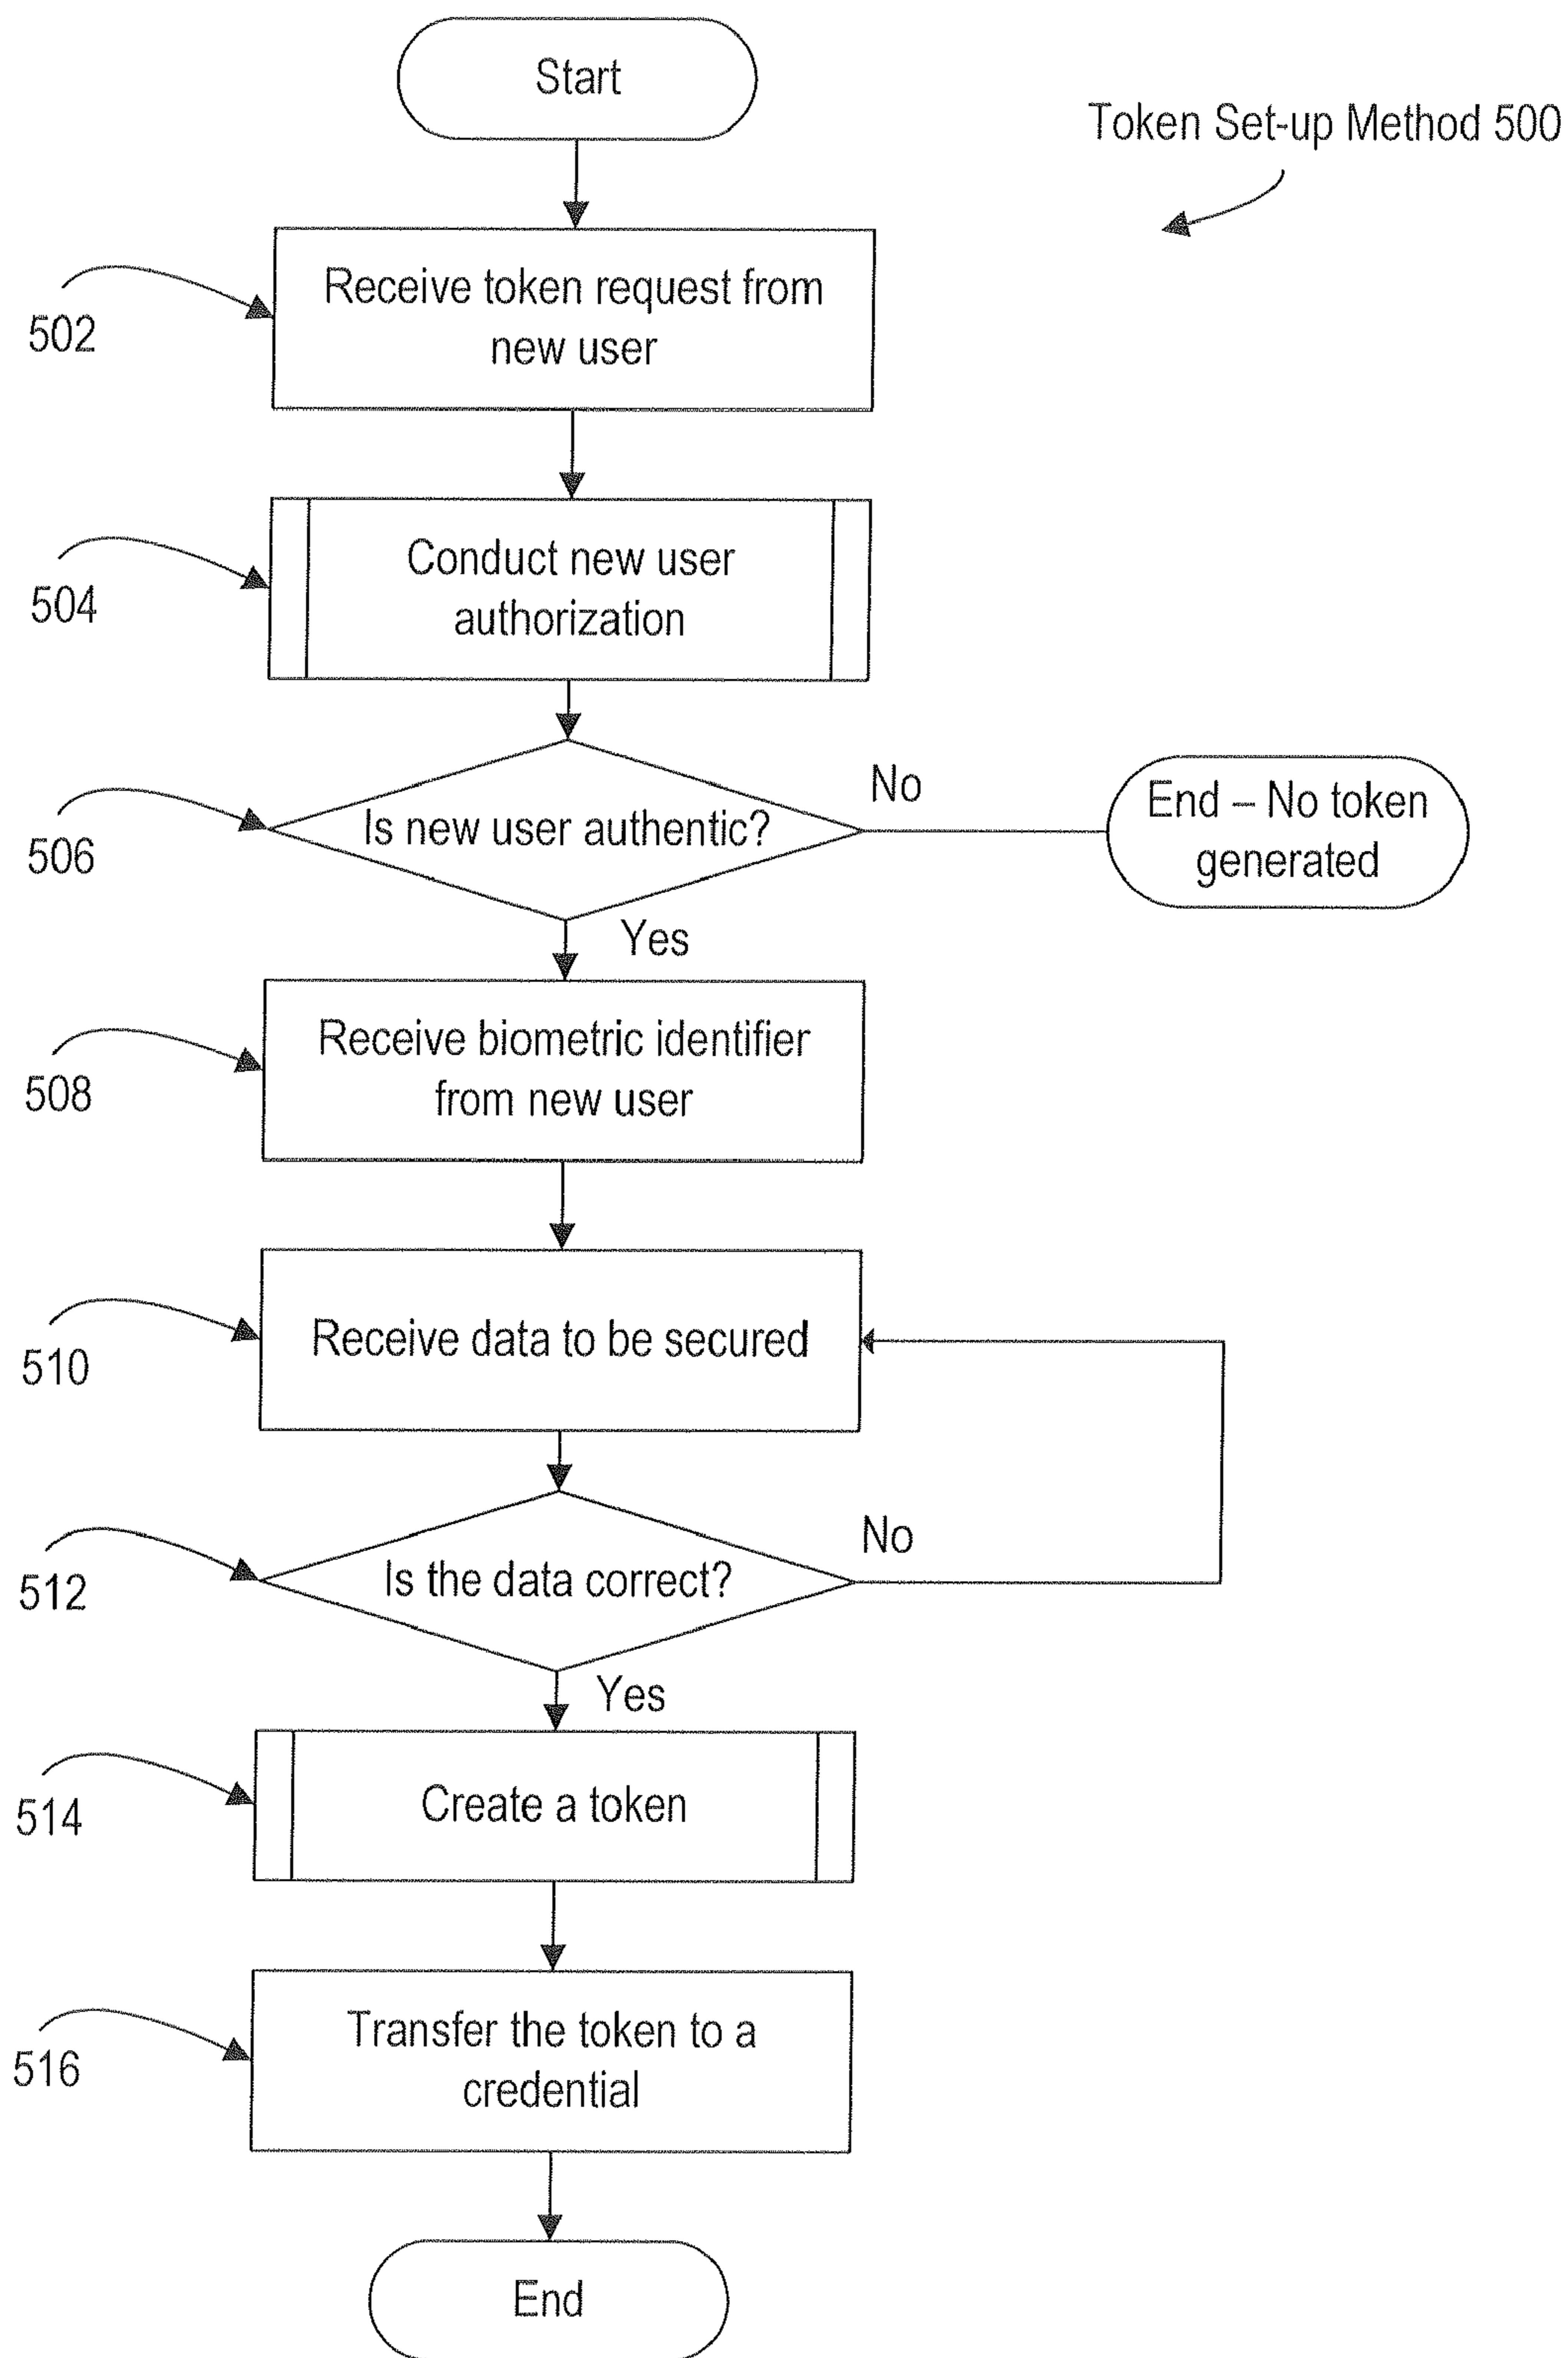 Start
Token Set-up Method 500
Receive token request from
new user
502
Conduct new user
authorization
504
Is new user authentic?
No
End – No token
generated
506
Yes
Receive biometric identifier
from new user
508
Receive data to be secured
510
Is the data correct?
No
512
Yes
Create a token
514
Transfer the token to a
credential
516
End